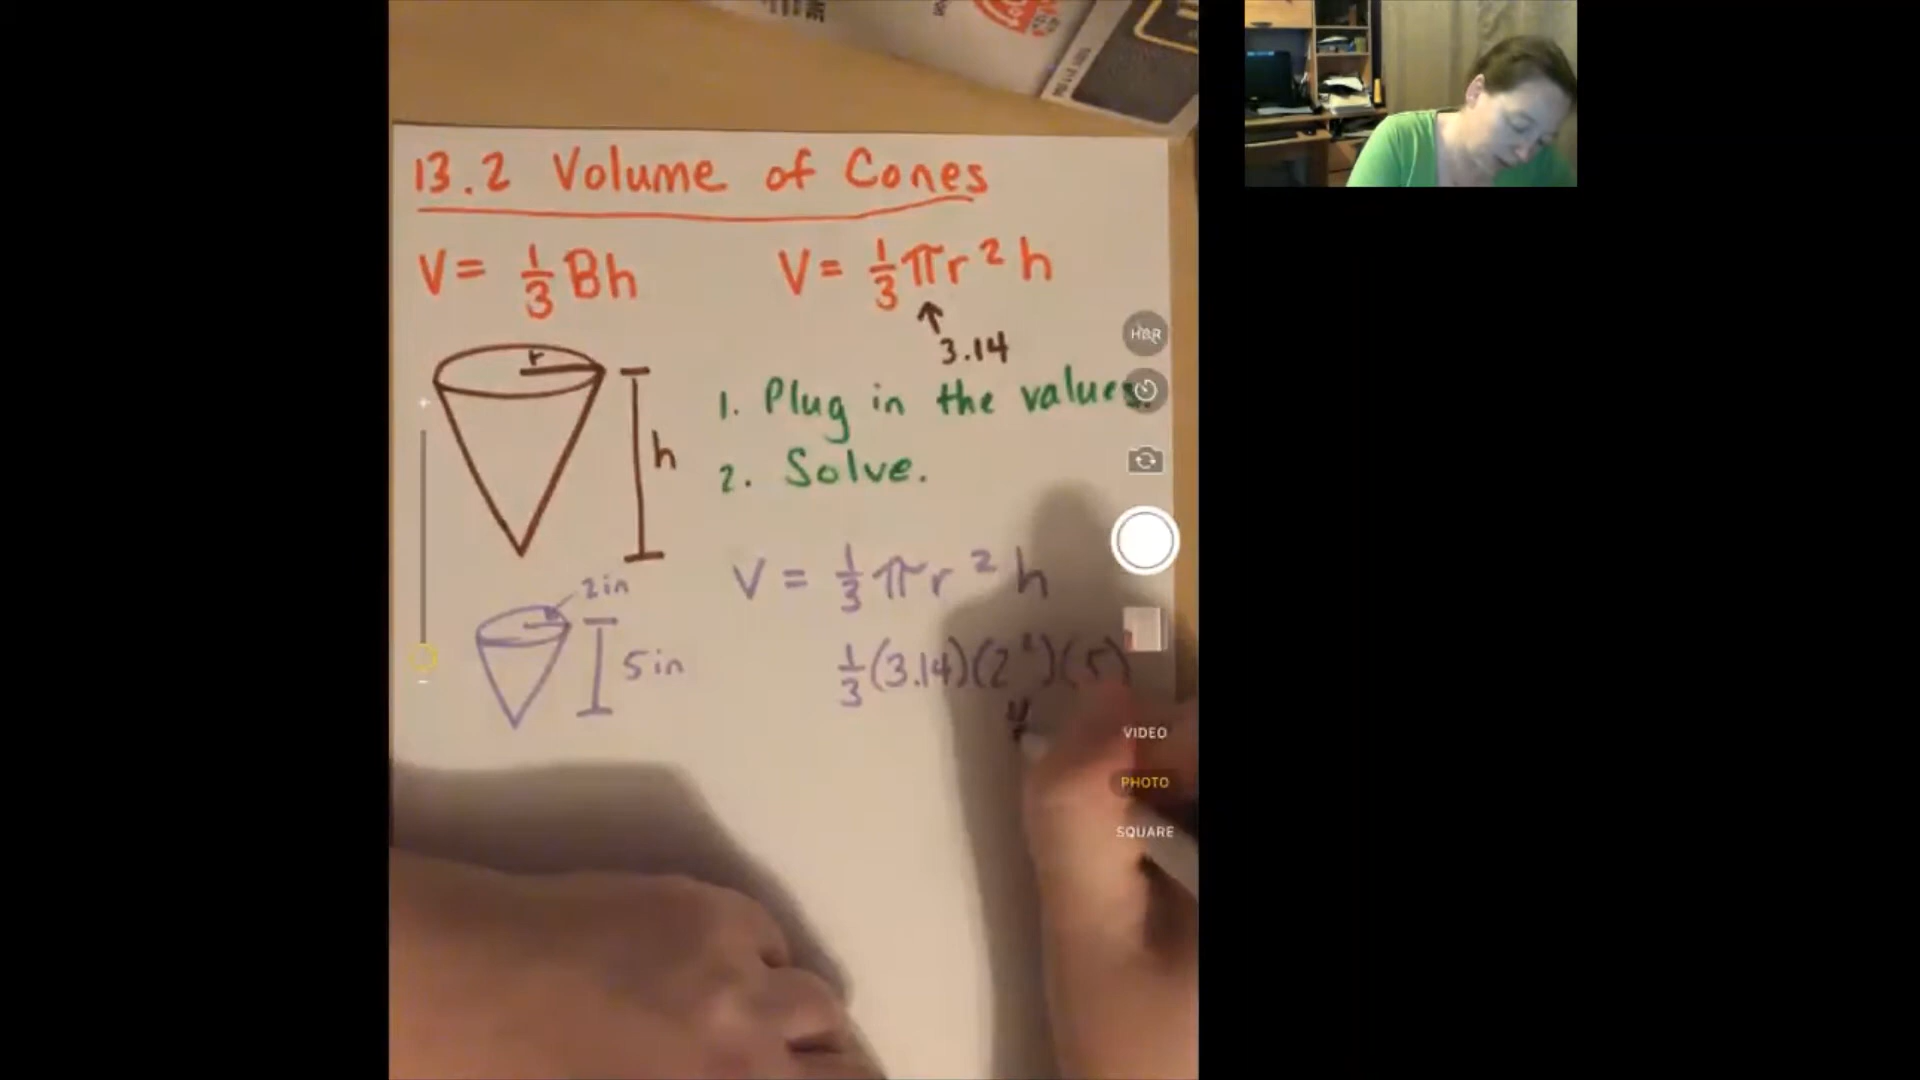 13.2 Volume of Cones
V = 1/3 Bh
V = 1/3 πr²h
3.14
r
h
1. Plug in the values.
2. Solve.
2in
5in
V = 1/3 πr²h
1/3 (3.14)(2²)(5)
4
HDR
VIDEO
PHOTO
SQUARE